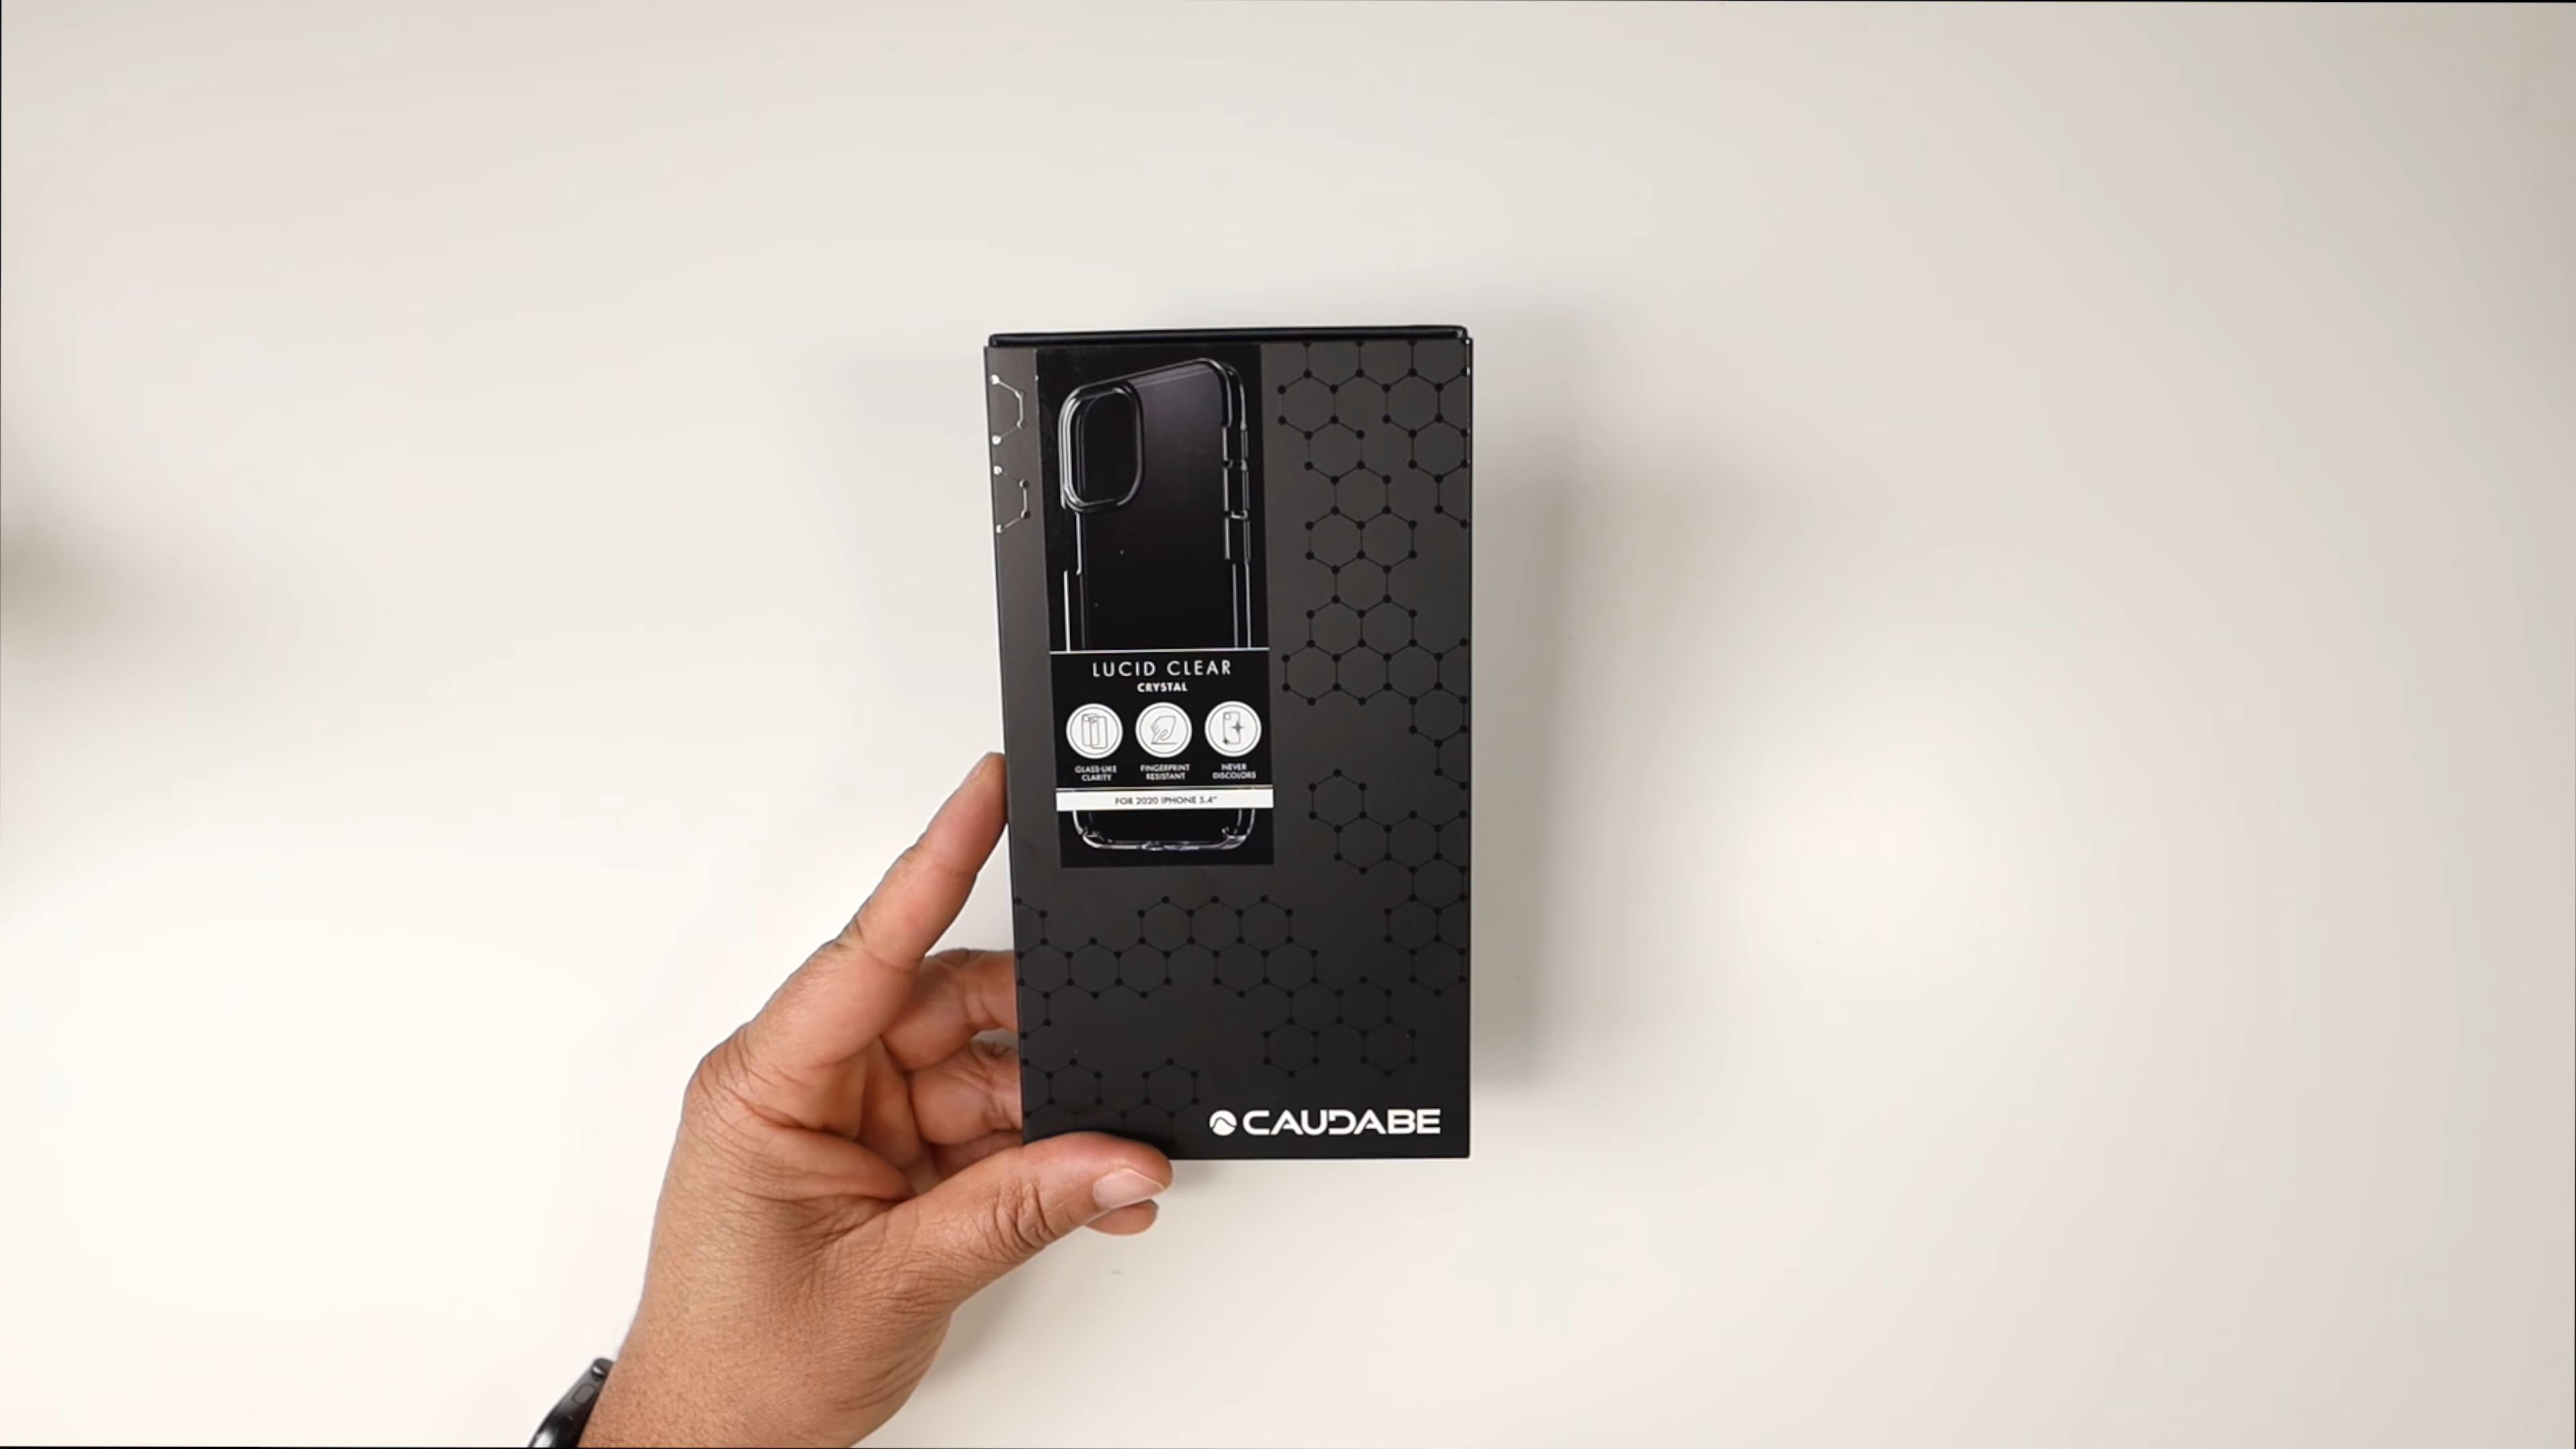 LUCID CLEAR
CRYSTAL
GLASS-LIKE
CLARITY
FINGERPRINT
RESISTANT
NEVER
DISCOLORS
FOR 2020 IPHONE 5.4"
CAUDABE